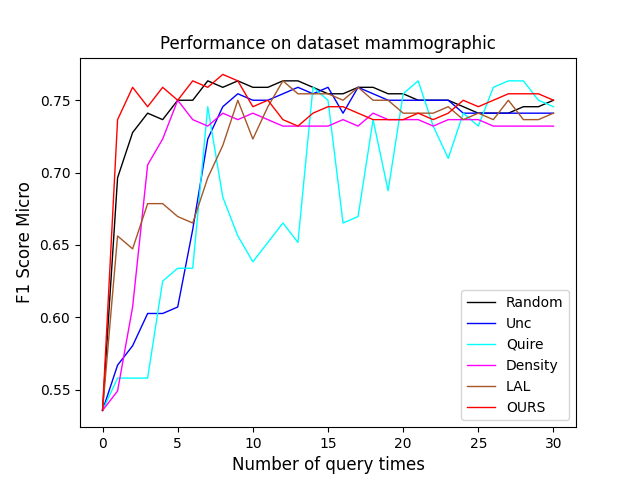 Performance on dataset mammographic
F1 Score Micro
0.75
0.70
0.65
0.60
0.55
0 5 10 15 20 25 30
Number of query times
Random
Unc
Quire
Density
LAL
OURS